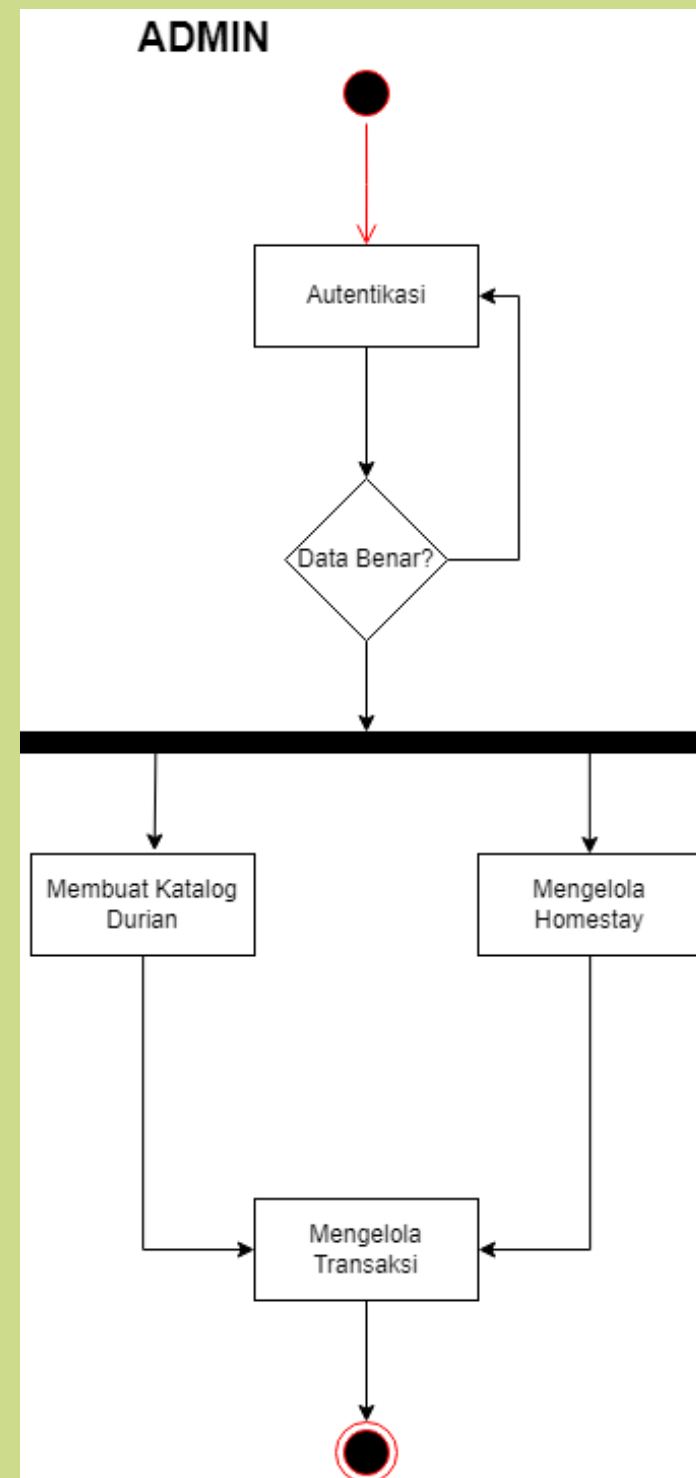 ADMIN
Autentikasi
Data Benar?
Membuat Katalog
Durian
Mengelola
Homestay
Mengelola
Transaksi